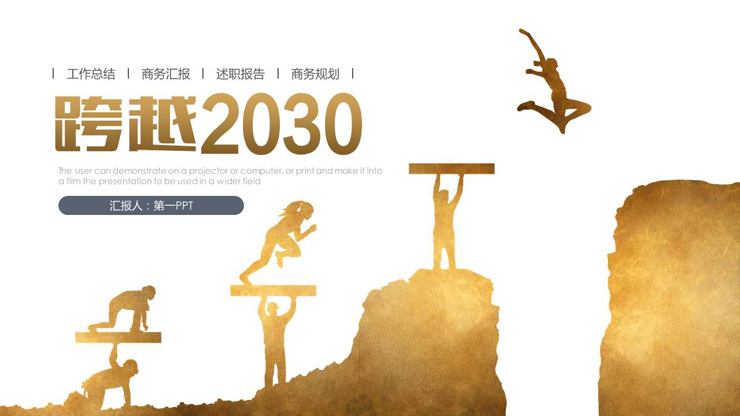 | 工作总结 | 商务汇报 | 述职报告 | 商务规划 |
跨越2030
The user can demonstrate on a projector or computer, or print and make it into
a film the presentation to be used in a wider field
汇报人：第一PPT